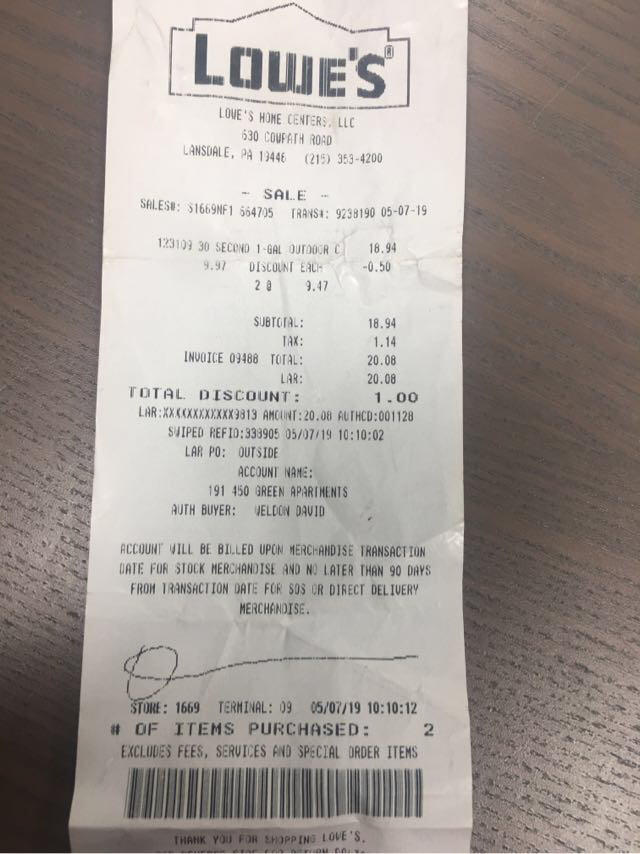 LOWE'S®
LOWE'S HOME CENTERS, LLC
630 COWPATH ROAD
LANSDALE, PA 19446 (215) 353-4200
- SALE -
SALES#: S1669NF1 664705 TRANS#: 9238190 05-07-19
123109 30 SECOND 1-GAL OUTDOOR C 18.94
9.97 DISCOUNT EACH -0.50
2 @ 9.47
SUBTOTAL: 18.94
TAX: 1.14
INVOICE 09488 TOTAL: 20.08
LAR: 20.08
TOTAL DISCOUNT: 1.00
LAR:XXXXXXXXXXXX9813 AMOUNT:20.08 AUTHCD:001128
SWIPED REFID:338905 05/07/19 10:10:02
LAR PO: OUTSIDE
ACCOUNT NAME:
191 450 GREEN APARTMENTS
AUTH BUYER: WELDON DAVID
ACCOUNT WILL BE BILLED UPON MERCHANDISE TRANSACTION
DATE FOR STOCK MERCHANDISE AND NO LATER THAN 90 DAYS
FROM TRANSACTION DATE FOR SOS OR DIRECT DELIVERY
MERCHANDISE.
STORE: 1669 TERMINAL: 09 05/07/19 10:10:12
# OF ITEMS PURCHASED: 2
EXCLUDES FEES, SERVICES AND SPECIAL ORDER ITEMS
THANK YOU FOR SHOPPING LOWE'S.